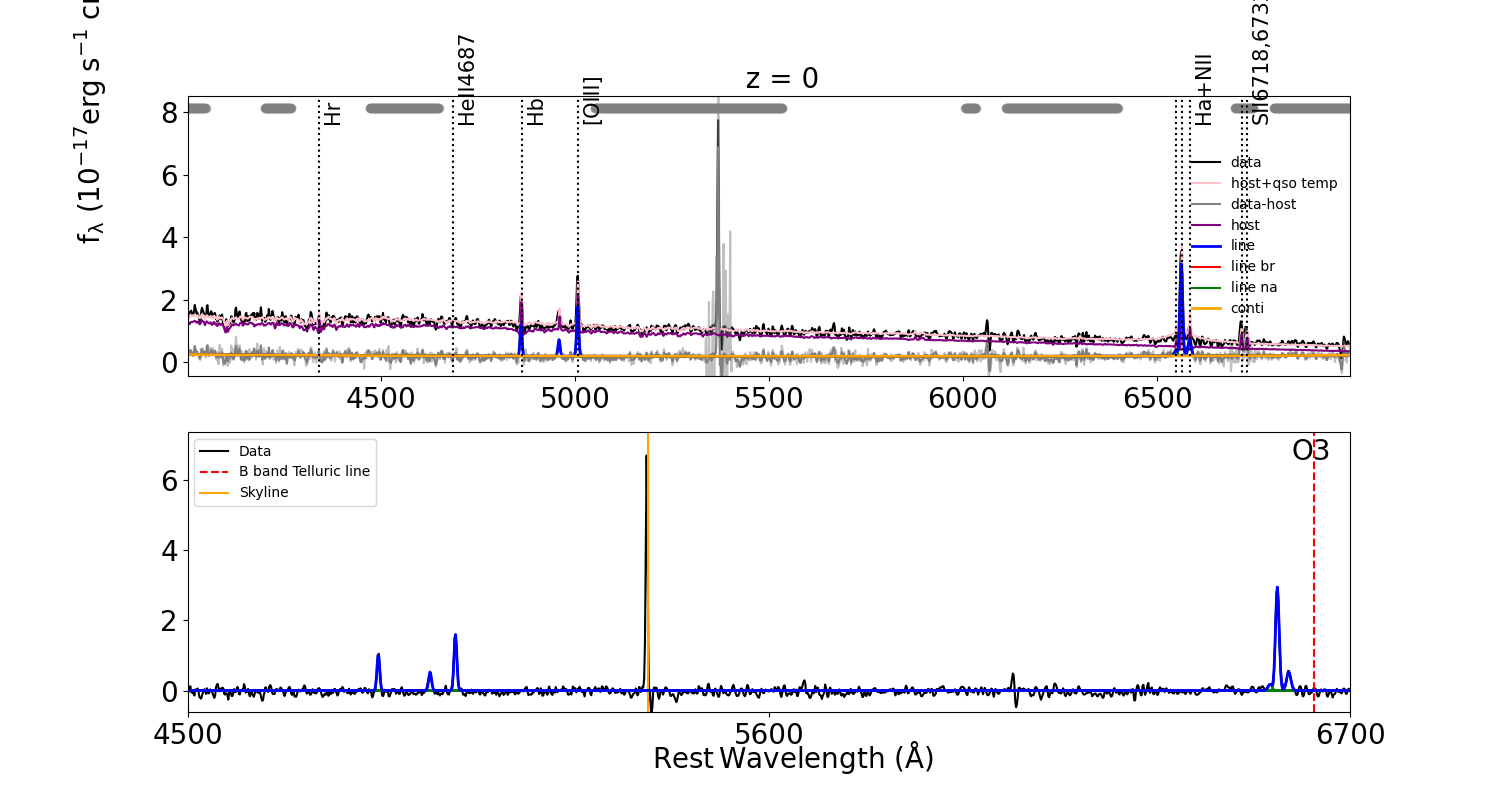 z = 0
f_λ (10^−17 erg s^−1 c
Hr
HeII4687
Hb
[OIII]
Ha+NII
SII6718,673
8
6
4
2
0
data
host+qso temp
data-host
host
line
line br
line na
conti
4500
5000
5500
6000
6500
Data
B band Telluric line
Skyline
O3
6
4
2
0
4500
5600
6700
Rest Wavelength (Å)